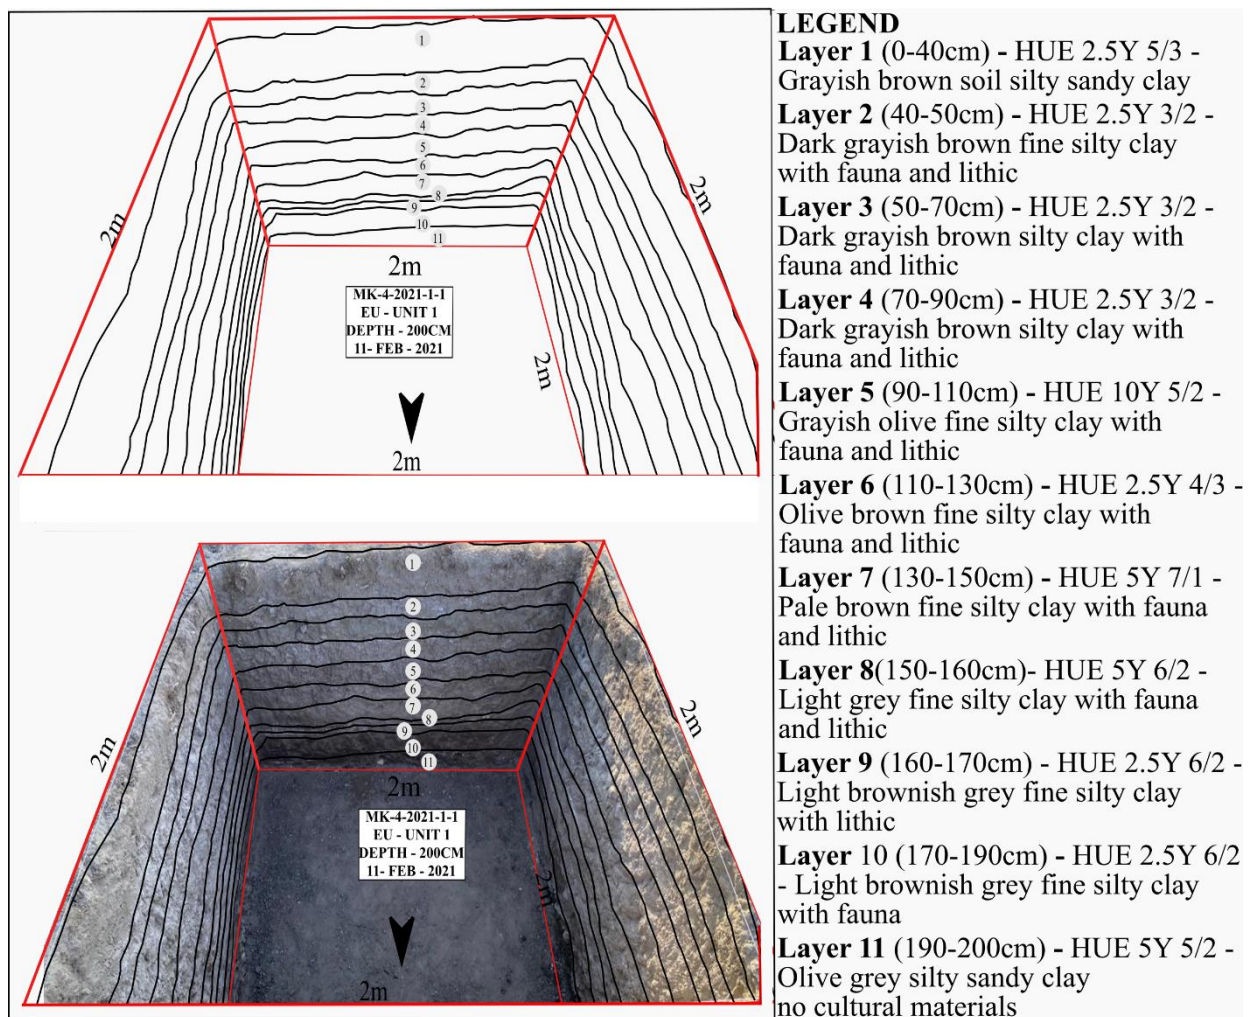 1
2
3
4
5
6
7
8
9
10
11
2m
2m
2m
MK-4-2021-1-1
EU - UNIT 1
DEPTH - 200CM
11- FEB - 2021
2m
2m
1
2
3
4
5
6
7
8
9
10
11
2m
2m
2m
MK-4-2021-1-1
EU - UNIT 1
DEPTH - 200CM
11- FEB - 2021
2m
2m
LEGEND
Layer 1 (0-40cm) - HUE 2.5Y 5/3 -
Grayish brown soil silty sandy clay
Layer 2 (40-50cm) - HUE 2.5Y 3/2 -
Dark grayish brown fine silty clay
with fauna and lithic
Layer 3 (50-70cm) - HUE 2.5Y 3/2 -
Dark grayish brown silty clay with
fauna and lithic
Layer 4 (70-90cm) - HUE 2.5Y 3/2 -
Dark grayish brown silty clay with
fauna and lithic
Layer 5 (90-110cm) - HUE 10Y 5/2 -
Grayish olive fine silty clay with
fauna and lithic
Layer 6 (110-130cm) - HUE 2.5Y 4/3 -
Olive brown fine silty clay with
fauna and lithic
Layer 7 (130-150cm) - HUE 5Y 7/1 -
Pale brown fine silty clay with fauna
and lithic
Layer 8(150-160cm)- HUE 5Y 6/2 -
Light grey fine silty clay with fauna
and lithic
Layer 9 (160-170cm) - HUE 2.5Y 6/2 -
Light brownish grey fine silty clay
with lithic
Layer 10 (170-190cm) - HUE 2.5Y 6/2
- Light brownish grey fine silty clay
with fauna
Layer 11 (190-200cm) - HUE 5Y 5/2 -
Olive grey silty sandy clay
no cultural materials